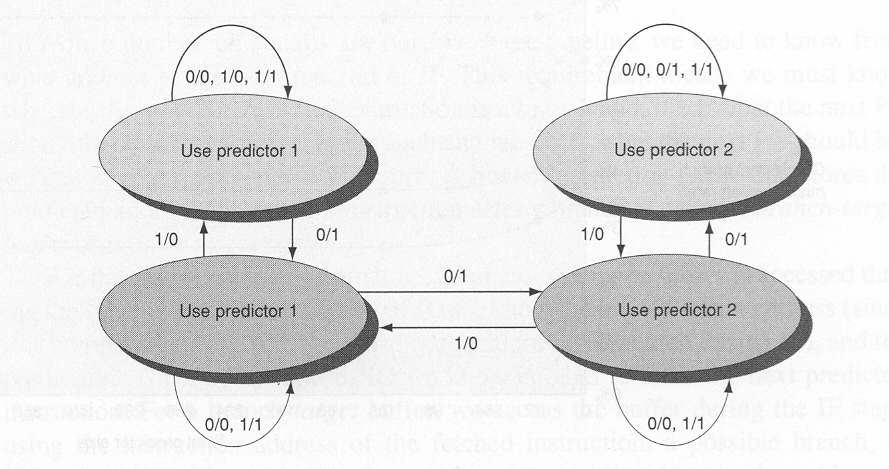 0/0, 1/0, 1/1
0/0, 0/1, 1/1
Use predictor 1
Use predictor 2
1/0
0/1
1/0
0/1
0/1
Use predictor 1
Use predictor 2
1/0
0/0, 1/1
0/0, 1/1